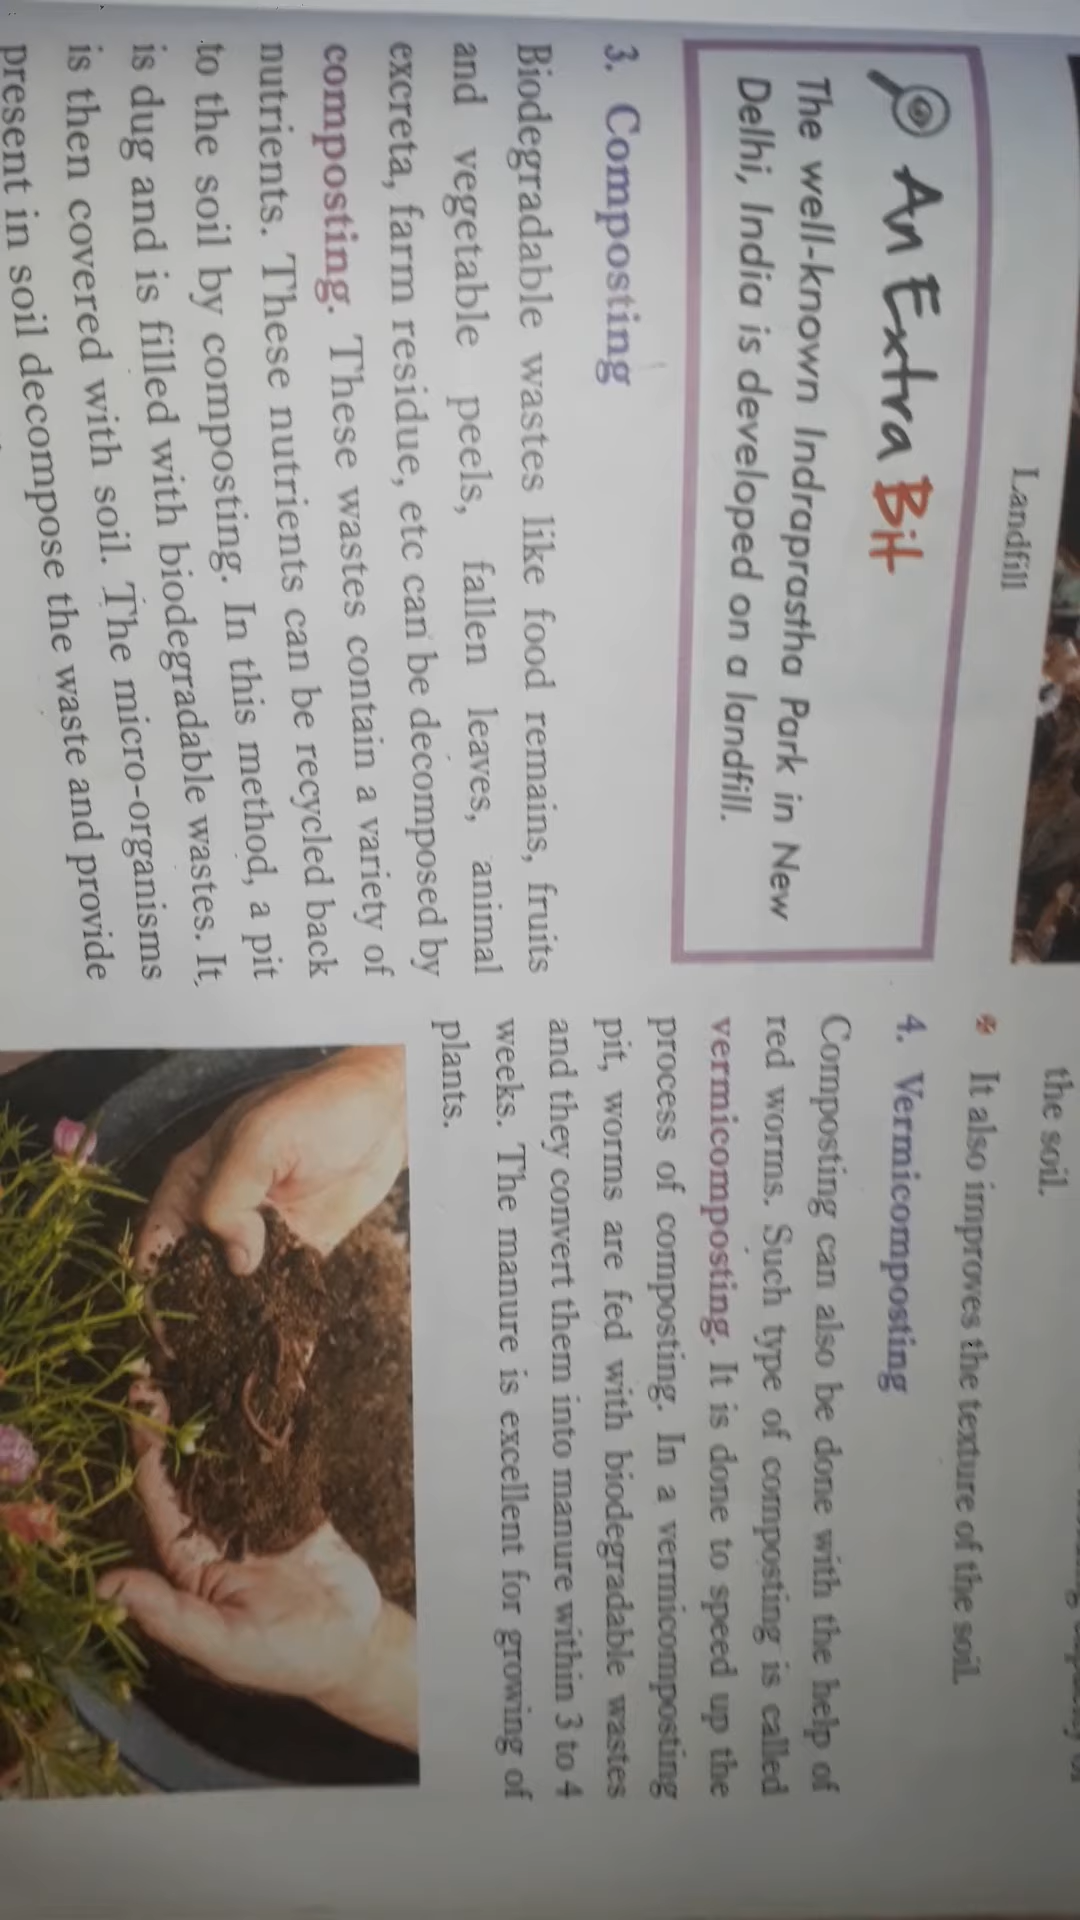 Landfill
An Extra Bit
The well-known Indraprastha Park in New
Delhi, India is developed on a landfill.
3. Composting
Biodegradable wastes like food remains, fruits
and vegetable peels, fallen leaves, animal
excreta, farm residue, etc can be decomposed by
composting. These wastes contain a variety of
nutrients. These nutrients can be recycled back
to the soil by composting. In this method, a pit
is dug and is filled with biodegradable wastes. It
is then covered with soil. The micro-organisms
present in soil decompose the waste and provide
the soil.
It also improves the texture of the soil.
4. Vermicomposting
Composting can also be done with the help of
red worms. Such type of composting is called
vermicomposting. It is done to speed up the
process of composting. In a vermicomposting
pit, worms are fed with biodegradable wastes
and they convert them into manure within 3 to 4
weeks. The manure is excellent for growing of
plants.